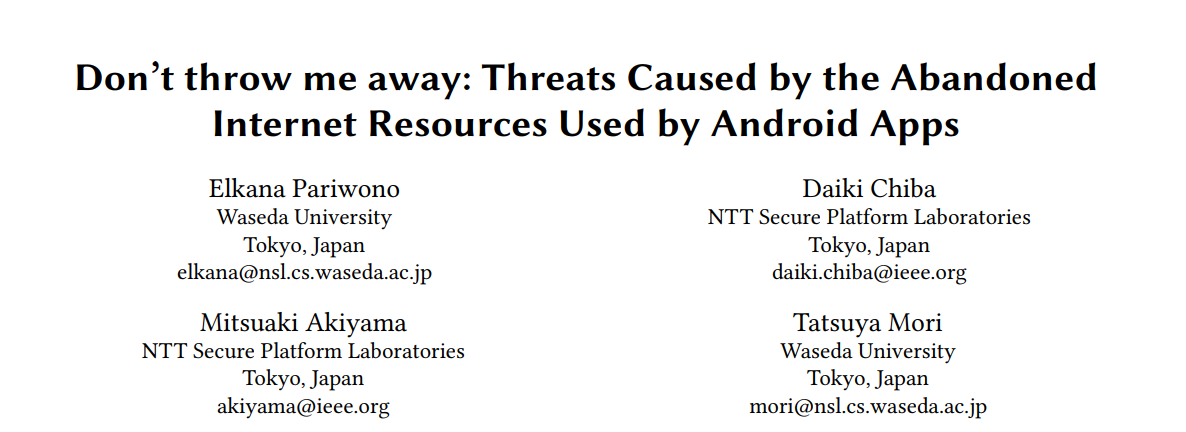 Don’t throw me away: Threats Caused by the Abandoned
Internet Resources Used by Android Apps
Elkana Pariwono
Waseda University
Tokyo, Japan
elkana@nsl.cs.waseda.ac.jp
Daiki Chiba
NTT Secure Platform Laboratories
Tokyo, Japan
daiki.chiba@ieee.org
Mitsuaki Akiyama
NTT Secure Platform Laboratories
Tokyo, Japan
akiyama@ieee.org
Tatsuya Mori
Waseda University
Tokyo, Japan
mori@nsl.cs.waseda.ac.jp